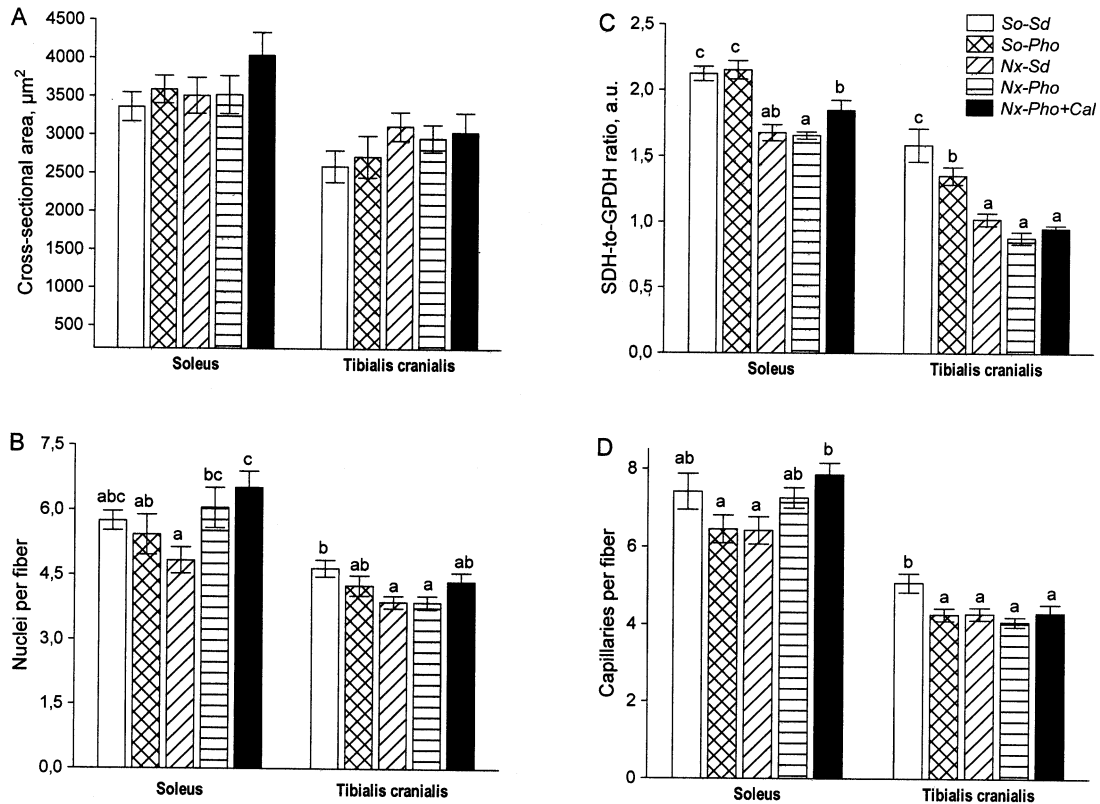 A
Cross-sectional area, µm²
4500
4000
3500
3000
2500
2000
1500
1000
500
Soleus
Tibialis cranialis
C
SDH-to-GPDH ratio, a.u.
2,5
2,0
1,5
1,0
0,5
0,0
c c ab a b
c b a a a
Soleus
Tibialis cranialis
So-Sd
So-Pho
Nx-Sd
Nx-Pho
Nx-Pho+Cal
B
Nuclei per fiber
7,5
6,0
4,5
3,0
1,5
0,0
abc ab a bc c
b ab a a ab
Soleus
Tibialis cranialis
D
Capillaries per fiber
8
6
4
2
0
ab a a ab b
b a a a a
Soleus
Tibialis cranialis